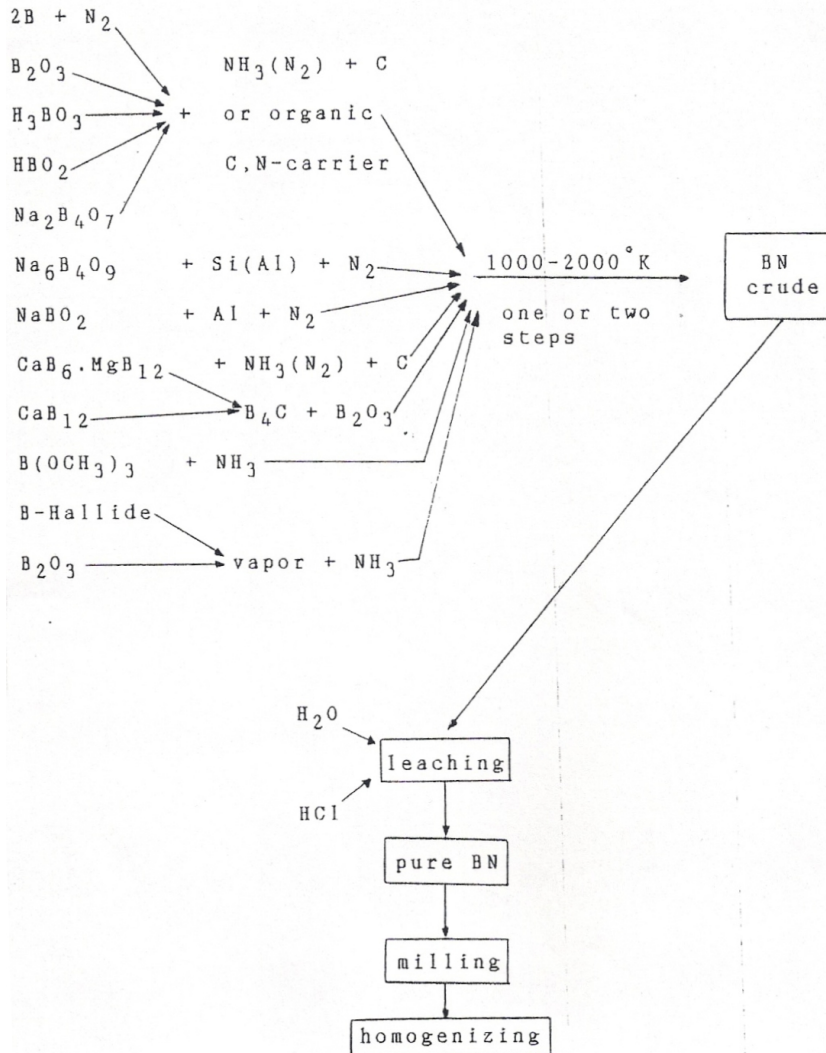 2B + N₂
B₂O₃ NH₃(N₂) + C
H₃BO₃ + or organic
HBO₂ C,N-carrier
Na₂B₄O₇
Na₆B₄O₉ + Si(Al) + N₂ 1000-2000°K BN
NaBO₂ + Al + N₂ one or two crude
steps
CaB₆.MgB₁₂ + NH₃(N₂) + C
CaB₁₂ B₄C + B₂O₃
B(OCH₃)₃ + NH₃
B-Hallide
B₂O₃ vapor + NH₃
H₂O
leaching
HCl
pure BN
milling
homogenizing